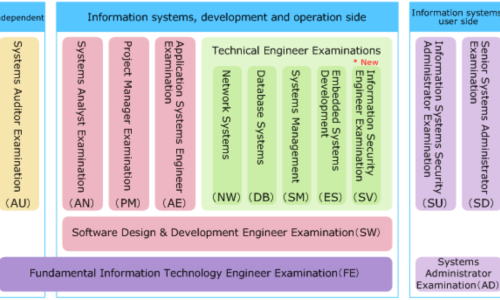 dependent
Information systems, development and operation side
Information systems
user side
Systems Auditor Examination
(AU)
Systems Analyst Examination
(AN)
Project Manager Examination
(PM)
Application Systems Engineer
Examination
(AE)
Technical Engineer Examinations
* New
Network Systems
(NW)
Database Systems
(DB)
Systems Management
(SM)
Embedded Systems
Development
(ES)
Information Security
Engineer Examination
(SV)
Information Systems Security
Administrator Examination
(SU)
Senior Systems Administrator
Examination
(SD)
Software Design & Development Engineer Examination(SW)
Fundamental Information Technology Engineer Examination(FE)
Systems
Administrator
Examination(AD)